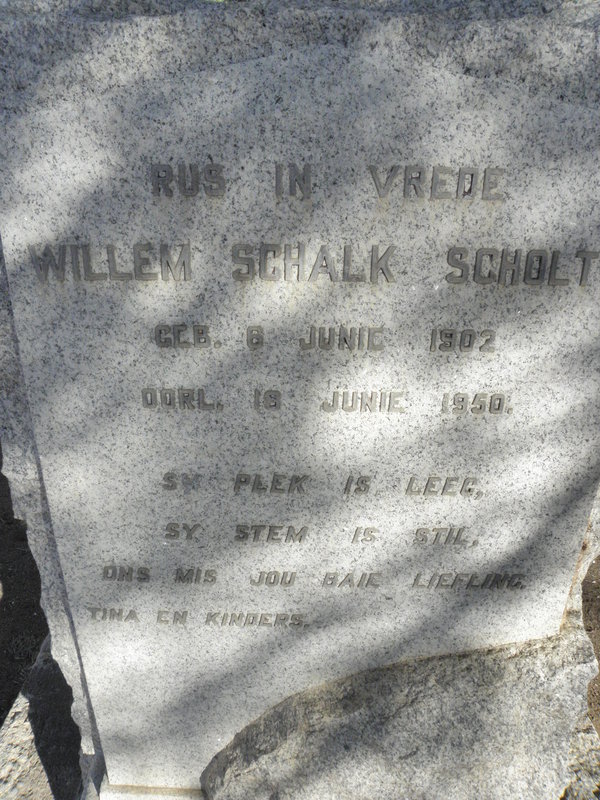 RUS IN VREDE
WILLEM SCHALK SCHOLT
GEB. 6 JUNIE 1902
OORL. 18 JUNIE 1950.
SY PLEK IS LEEG,
SY STEM IS STIL,
ONS MIS JOU BAIE LIEFLING.
TINA EN KINDERS.